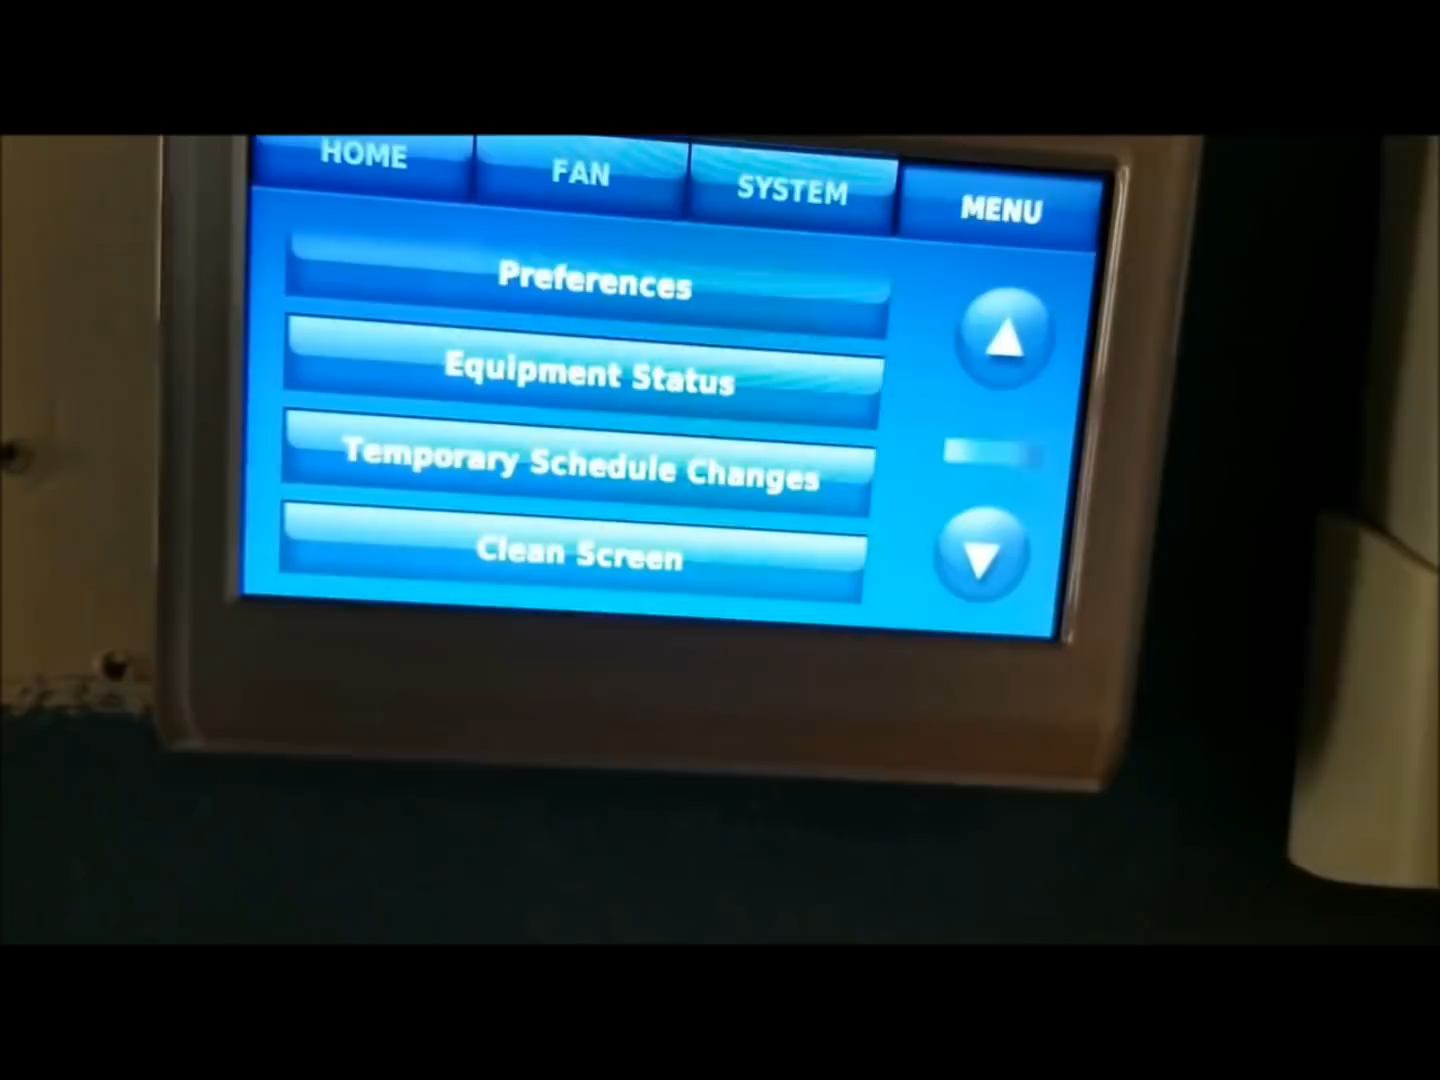 HOME FAN SYSTEM MENU
Preferences
Equipment Status
Temporary Schedule Changes
Clean Screen